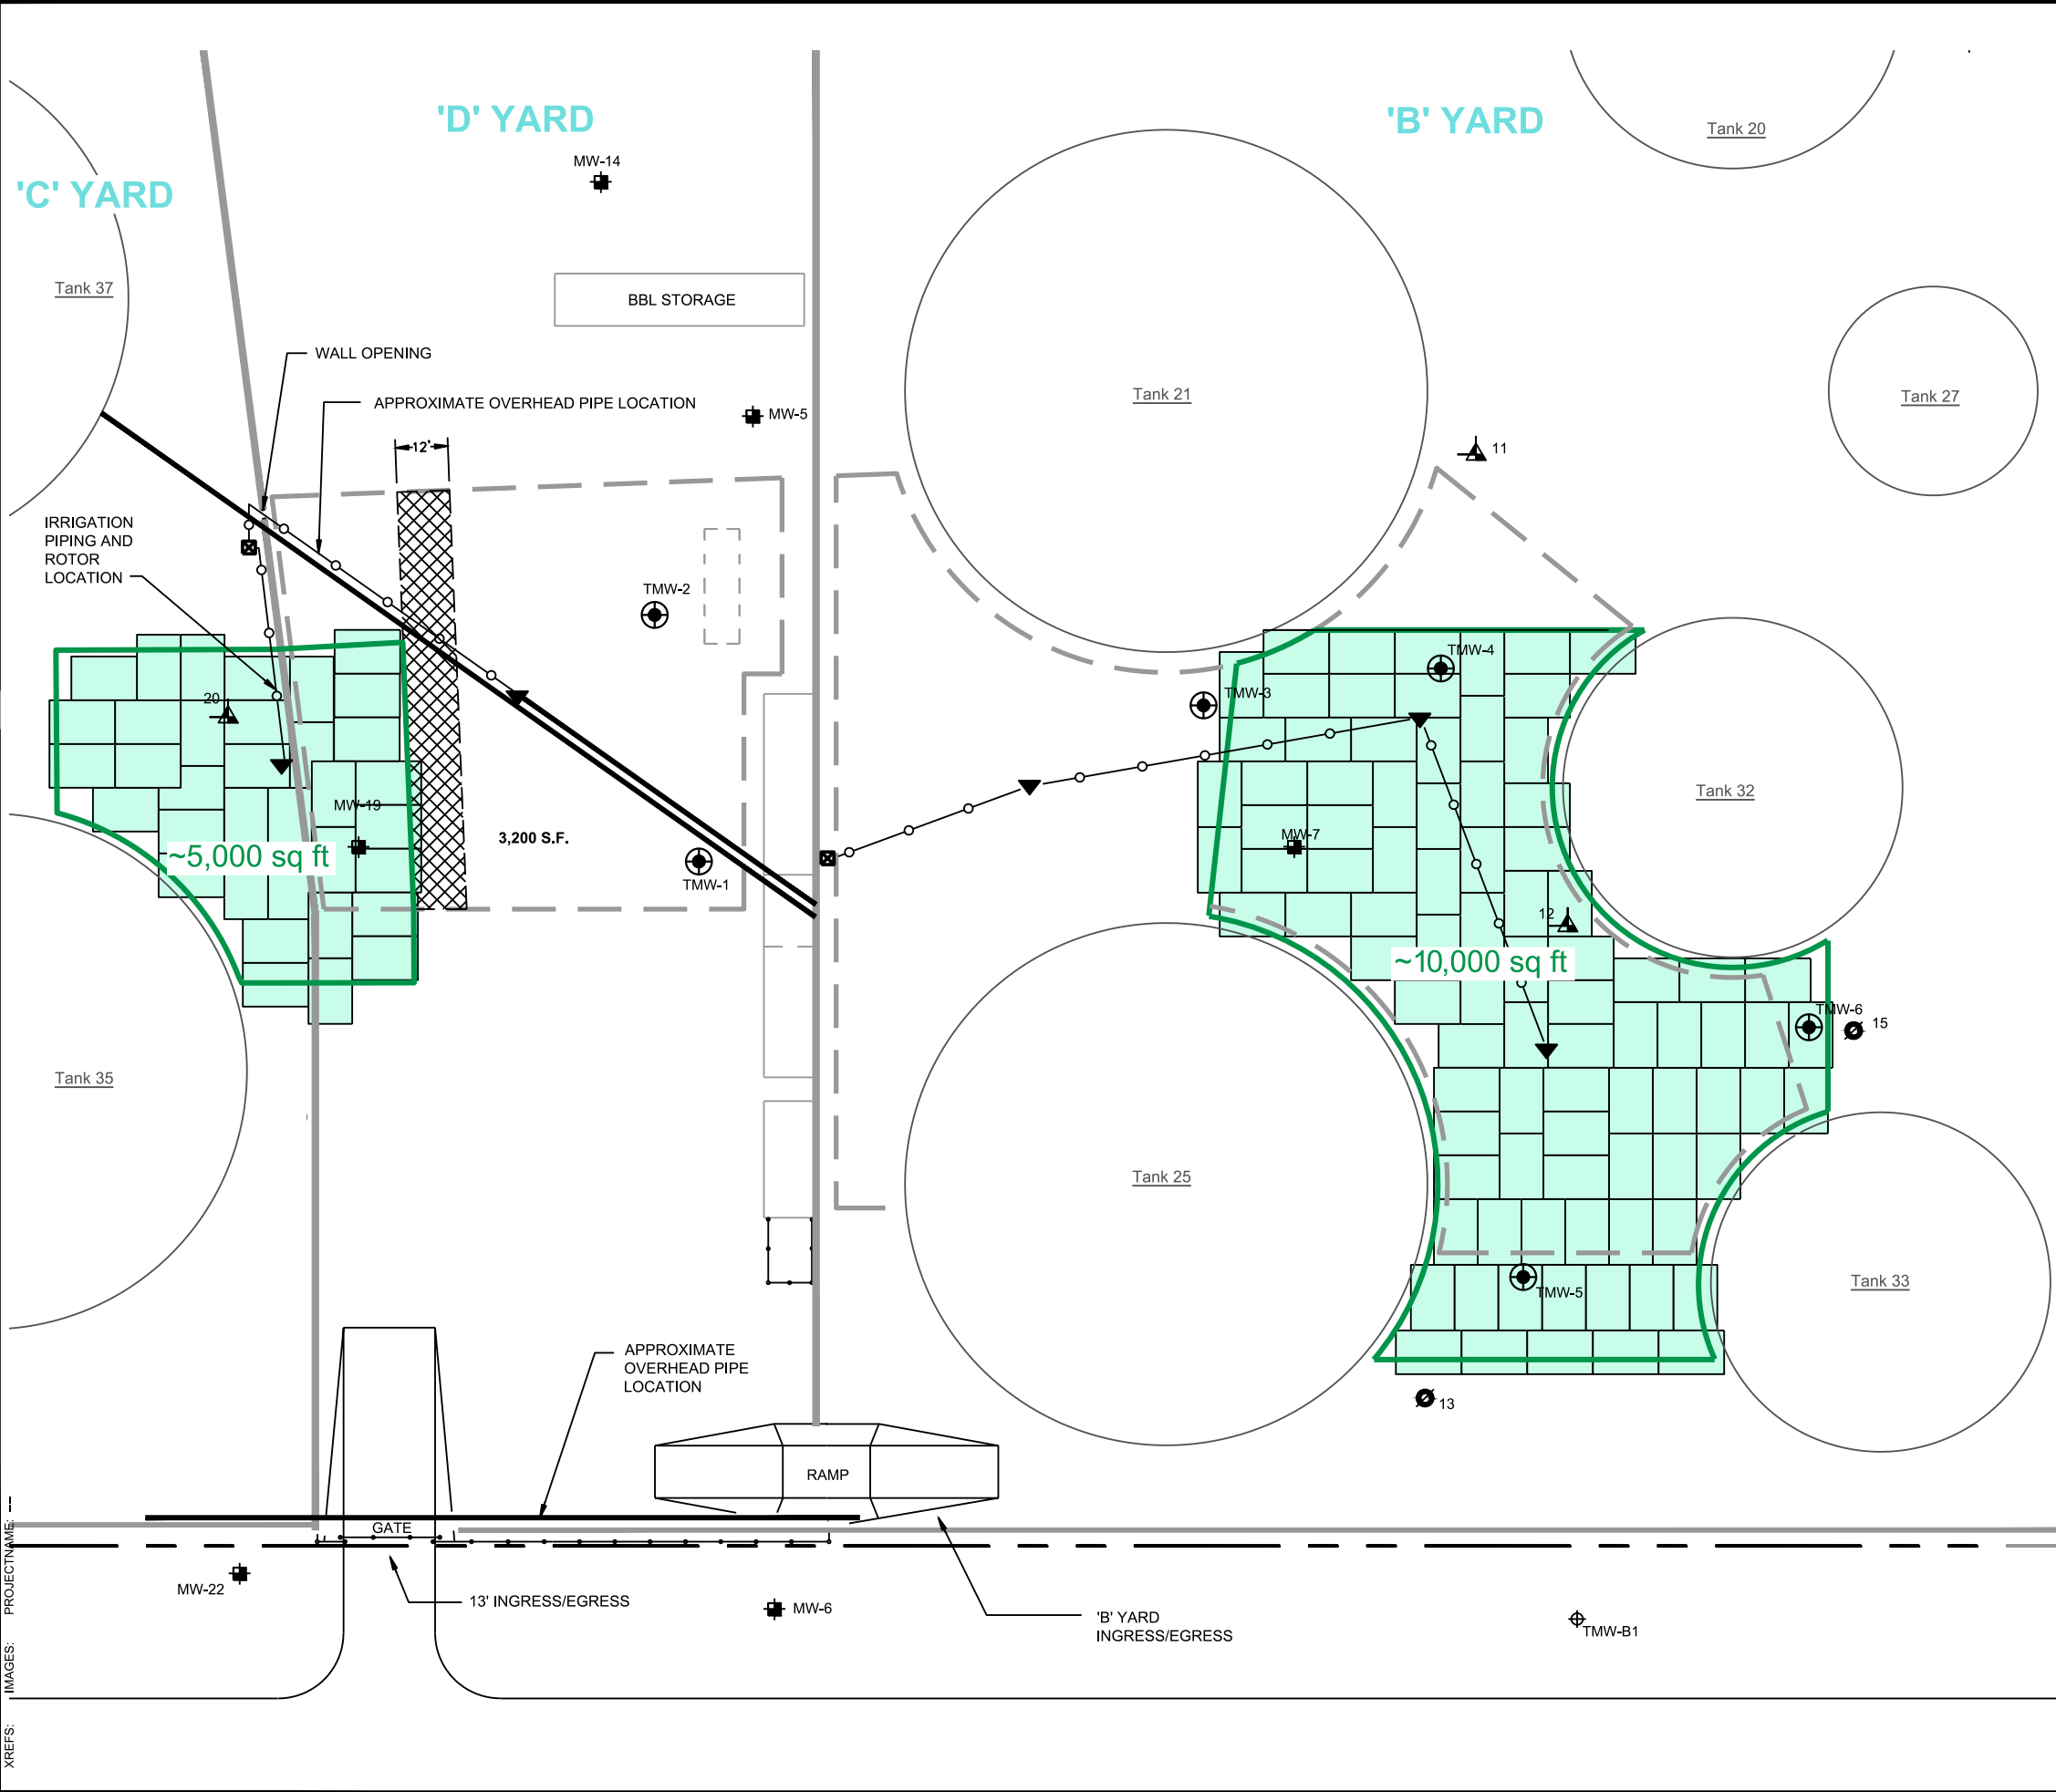 'D' YARD
'B' YARD
Tank 20
MW-14
'C' YARD
Tank 37
BBL STORAGE
WALL OPENING
Tank 21
Tank 27
APPROXIMATE OVERHEAD PIPE LOCATION
MW-5
12'
11
IRRIGATION
PIPING AND
ROTOR
LOCATION
TMW-2
TMW-4
TMW-3
20
Tank 32
MW-19
3,200 S.F.
MW-7
~5,000 sq ft
TMW-1
12
~10,000 sq ft
TMW-6
15
Tank 35
Tank 25
Tank 33
TMW-5
APPROXIMATE
OVERHEAD PIPE
LOCATION
13
RAMP
GATE
MW-22
13' INGRESS/EGRESS
MW-6
'B' YARD
INGRESS/EGRESS
TMW-B1
PROJECTNAME: ---
IMAGES:
XREFS: